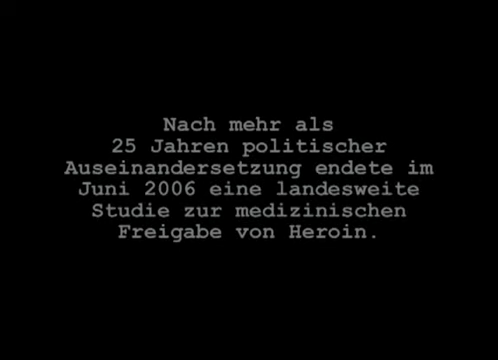 Nach mehr als
25 Jahren politischer
Auseinandersetzung endete im
Juni 2006 eine landesweite
Studie zur medizinischen
Freigabe von Heroin.